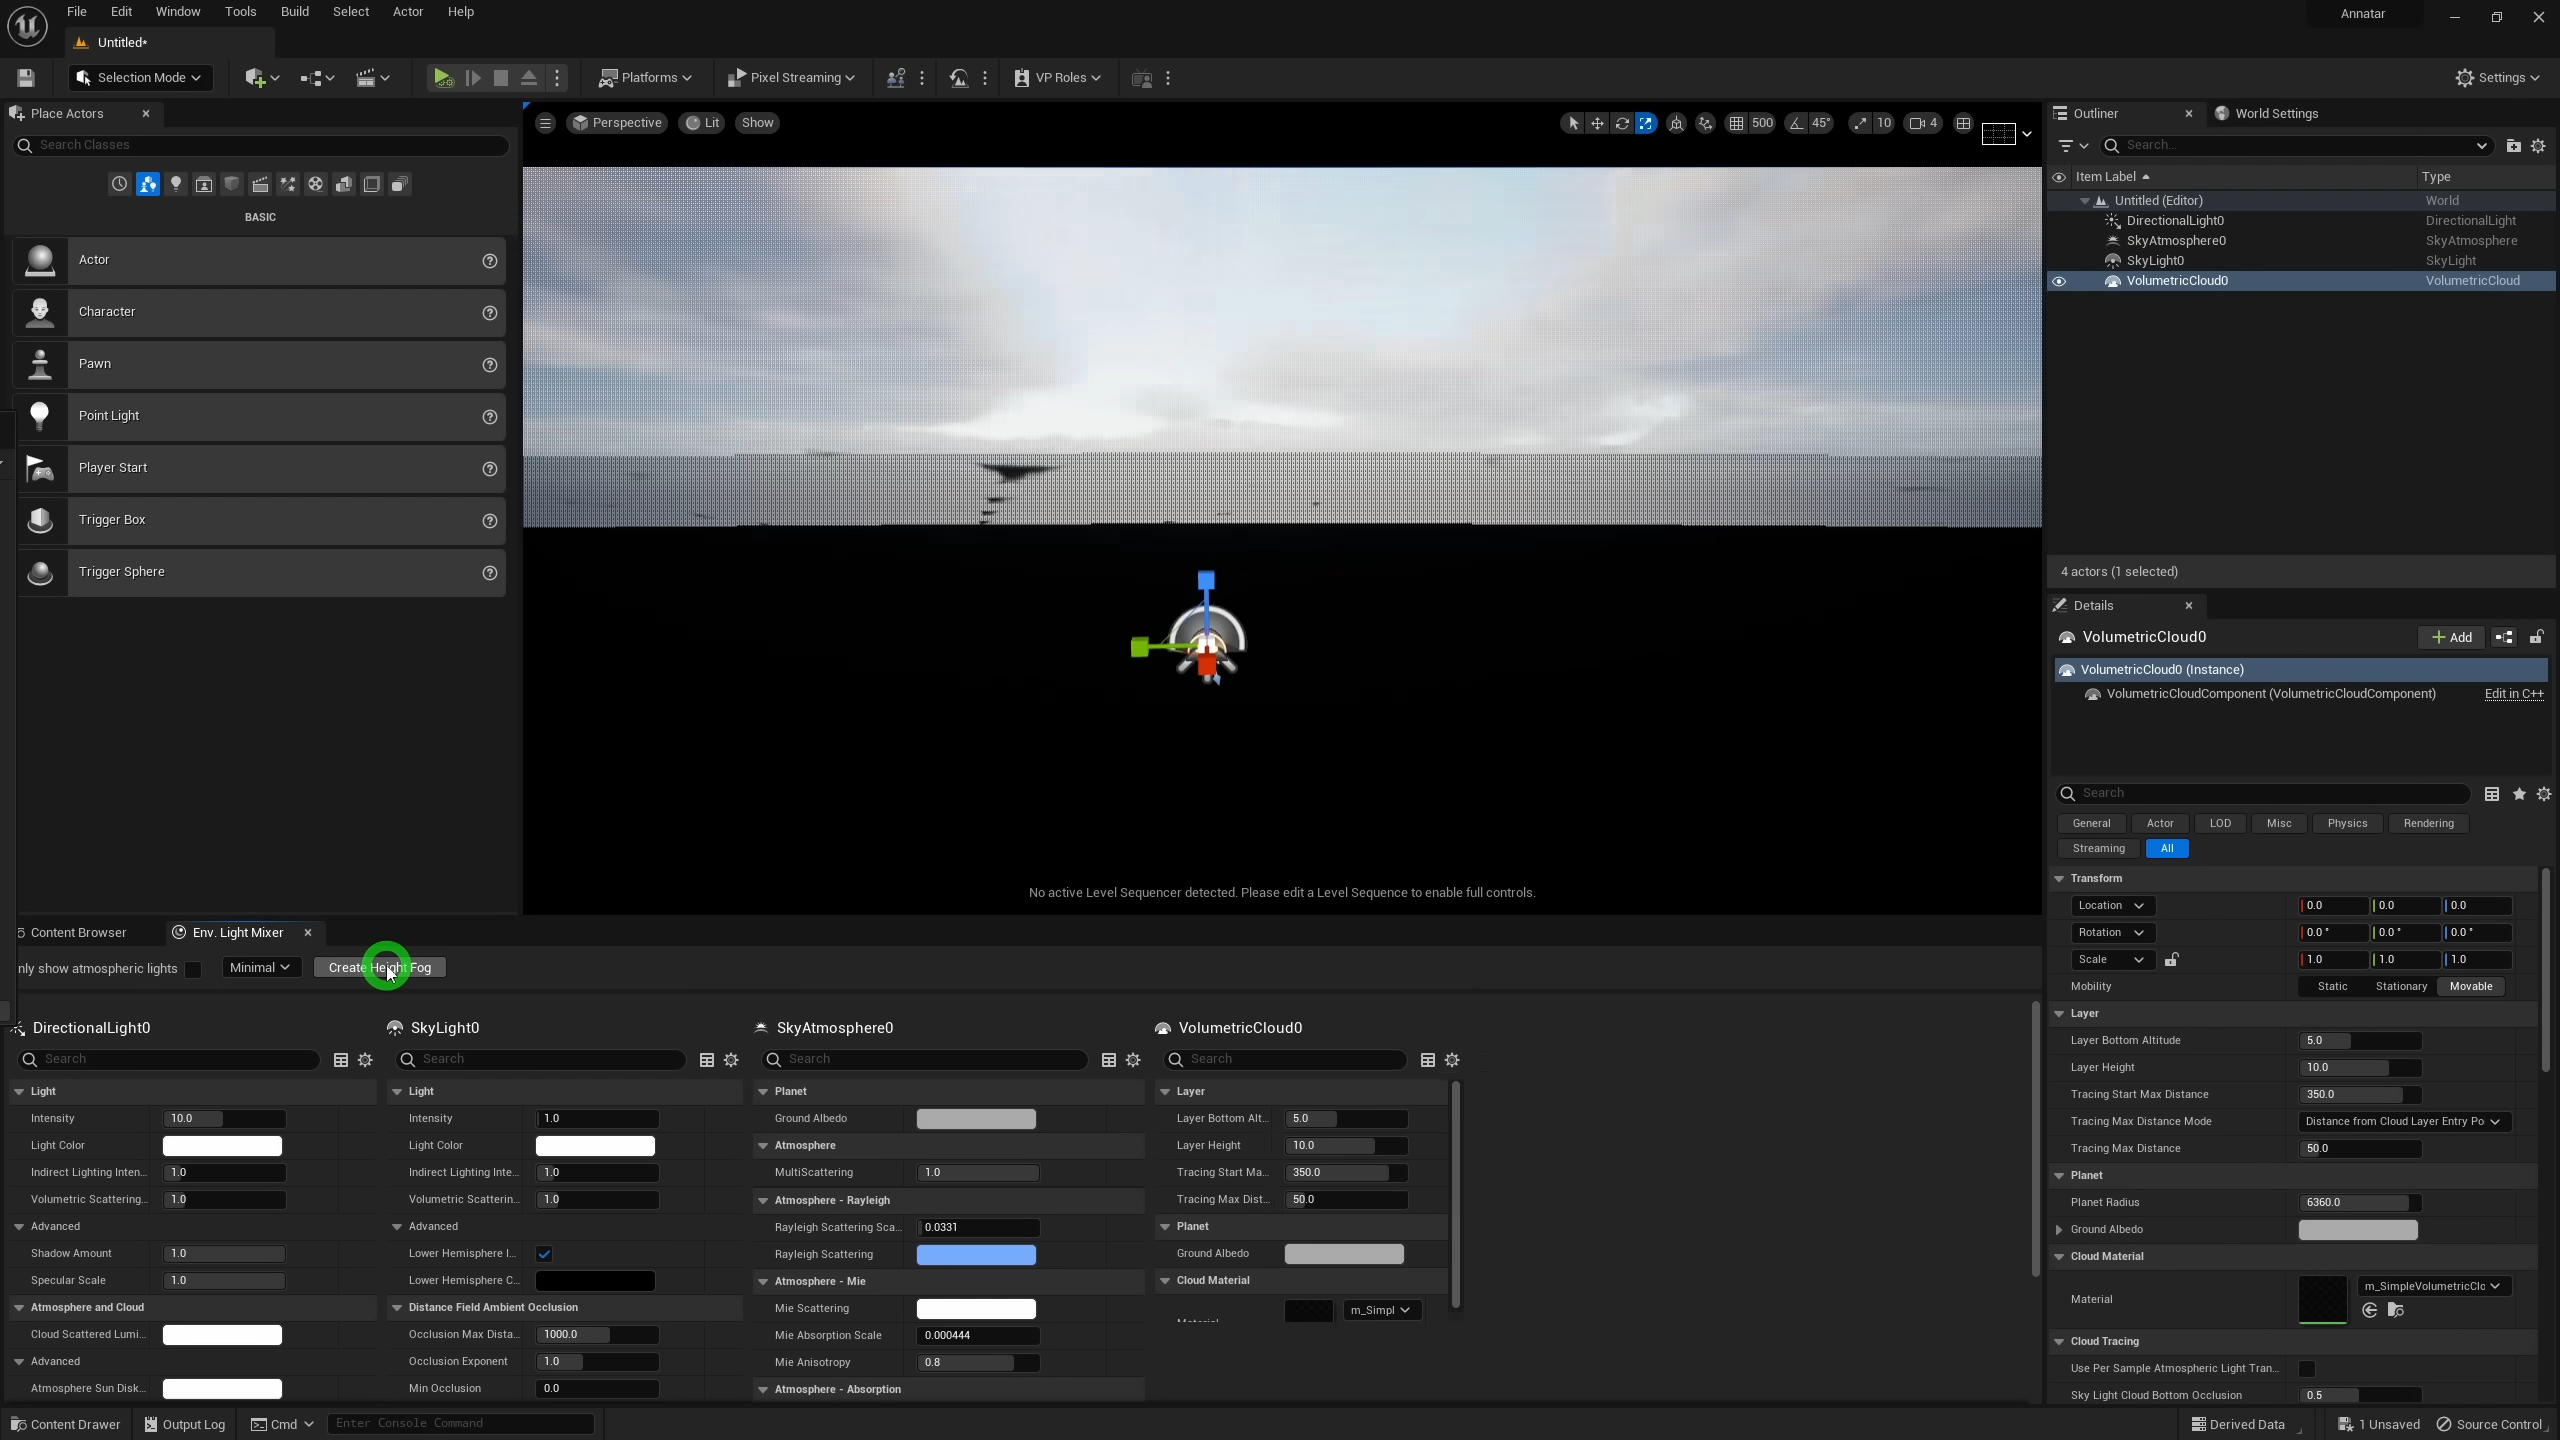 File Edit Window Tools Build Select Actor Help
Annatar
Untitled*
Selection Mode
Platforms
Pixel Streaming
VP Roles
Settings
Place Actors
Search Classes
BASIC
Actor
Character
Pawn
Point Light
Player Start
Trigger Box
Trigger Sphere
Perspective Lit Show
500 45° 10 4
No active Level Sequencer detected. Please edit a Level Sequence to enable full controls.
Outliner World Settings
Search...
Item Label Type
Untitled (Editor) World
DirectionalLight0 DirectionalLight
SkyAtmosphere0 SkyAtmosphere
SkyLight0 SkyLight
VolumetricCloud0 VolumetricCloud
4 actors (1 selected)
Details
VolumetricCloud0 Add
VolumetricCloud0 (Instance)
VolumetricCloudComponent (VolumetricCloudComponent) Edit in C++
Search
General Actor LOD Misc Physics Rendering
Streaming All
Transform
Location 0.0 0.0 0.0
Rotation 0.0 ° 0.0 ° 0.0 °
Scale 1.0 1.0 1.0
Mobility Static Stationary Movable
Layer
Layer Bottom Altitude 5.0
Layer Height 10.0
Tracing Start Max Distance 350.0
Tracing Max Distance Mode Distance from Cloud Layer Entry Po
Tracing Max Distance 50.0
Planet
Planet Radius 6360.0
Ground Albedo
Cloud Material
Material m_SimpleVolumetricClo
Cloud Tracing
Use Per Sample Atmospheric Light Tran...
Sky Light Cloud Bottom Occlusion 0.5
Content Browser Env. Light Mixer
nly show atmospheric lights Minimal Create Height Fog
DirectionalLight0
Search
Light
Intensity 10.0
Light Color
Indirect Lighting Inten... 1.0
Volumetric Scattering... 1.0
Advanced
Shadow Amount 1.0
Specular Scale 1.0
Atmosphere and Cloud
Cloud Scattered Lumi...
Advanced
Atmosphere Sun Disk...
SkyLight0
Search
Light
Intensity 1.0
Light Color
Indirect Lighting Inte... 1.0
Volumetric Scatterin... 1.0
Advanced
Lower Hemisphere I...
Lower Hemisphere C...
Distance Field Ambient Occlusion
Occlusion Max Dista... 1000.0
Occlusion Exponent 1.0
Min Occlusion 0.0
SkyAtmosphere0
Search
Planet
Ground Albedo
Atmosphere
MultiScattering 1.0
Atmosphere - Rayleigh
Rayleigh Scattering Sca... 0.0331
Rayleigh Scattering
Atmosphere - Mie
Mie Scattering
Mie Absorption Scale 0.000444
Mie Anisotropy 0.8
Atmosphere - Absorption
VolumetricCloud0
Search
Layer
Layer Bottom Alt... 5.0
Layer Height 10.0
Tracing Start Ma... 350.0
Tracing Max Dist... 50.0
Planet
Ground Albedo
Cloud Material
m_Simpl
Content Drawer Output Log Cmd Enter Console Command
Derived Data 1 Unsaved Source Control